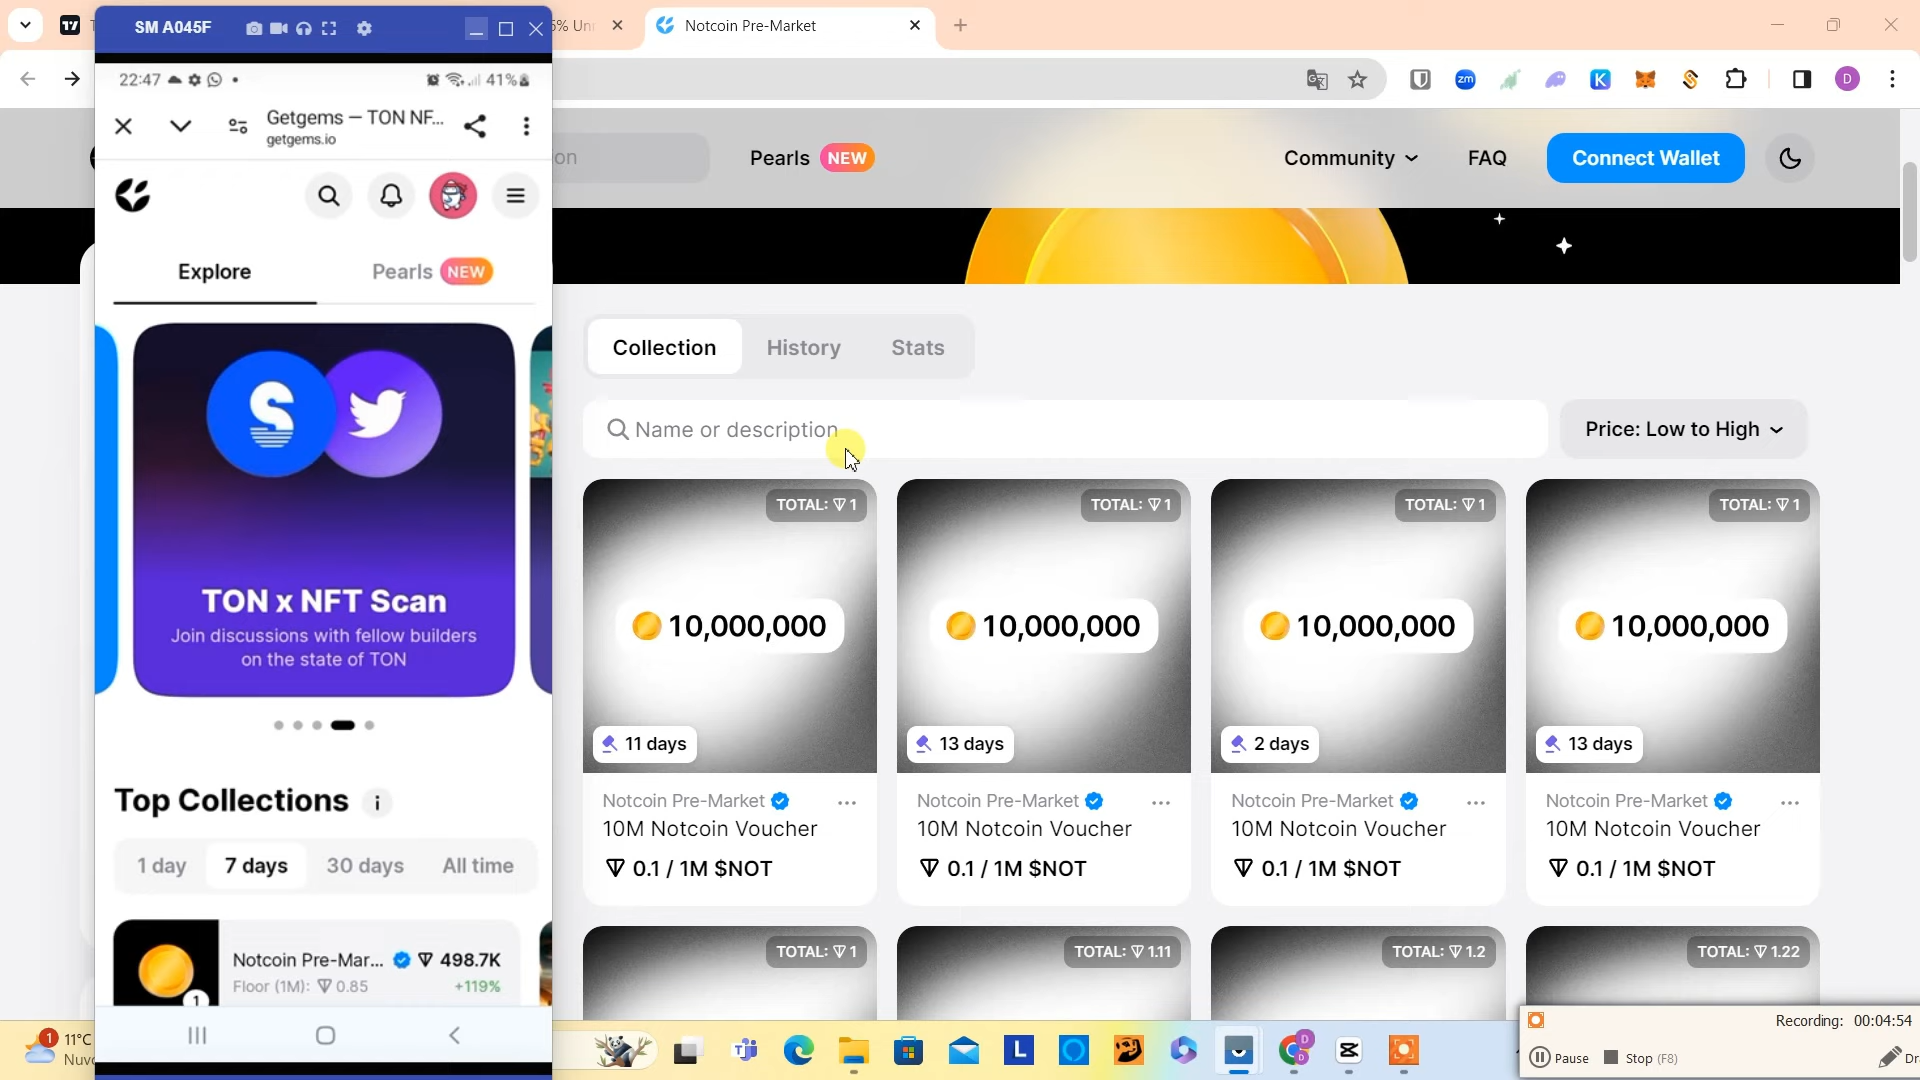 SM A045F
5% Un
Notcoin Pre-Market
22:47
41%
Getgems — TON NF...
getgems.io
Explore
Pearls NEW
TON x NFT Scan
Join discussions with fellow builders
on the state of TON
Top Collections i
1 day 7 days 30 days All time
1
Notcoin Pre-Mar... 498.7K
Floor (1M): 0.85 +119%
zm
K
D
on
Pearls NEW
Community FAQ Connect Wallet
Collection History Stats
Name or description
Price: Low to High
TOTAL: 1
10,000,000
11 days
Notcoin Pre-Market
10M Notcoin Voucher
0.1 / 1M $NOT
TOTAL: 1
10,000,000
13 days
Notcoin Pre-Market
10M Notcoin Voucher
0.1 / 1M $NOT
TOTAL: 1
10,000,000
2 days
Notcoin Pre-Market
10M Notcoin Voucher
0.1 / 1M $NOT
TOTAL: 1
10,000,000
13 days
Notcoin Pre-Market
10M Notcoin Voucher
0.1 / 1M $NOT
TOTAL: 1
TOTAL: 1.11
TOTAL: 1.2
TOTAL: 1.22
1
11°C
Nuvo
L
Recording: 00:04:54
Pause Stop (F8) Dr